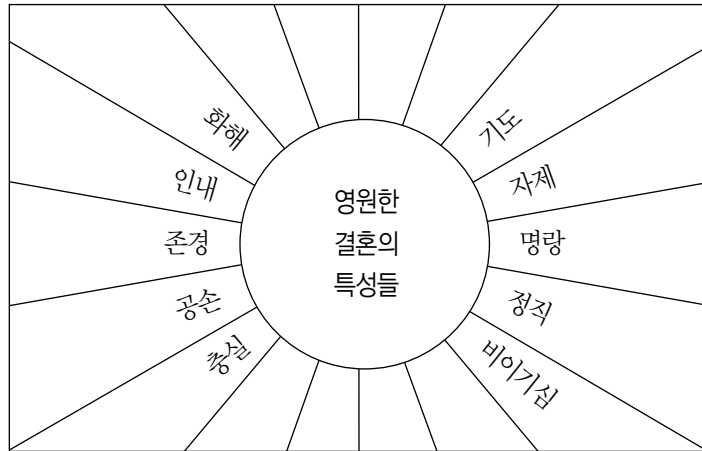 영원한
결혼의
특성들
기도
자제
명랑
정직
비이기심
충실
공손
존경
인내
화해